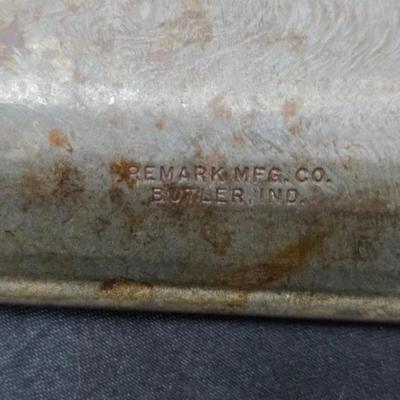 REMARK MFG. CO.
BUTLER, IND.